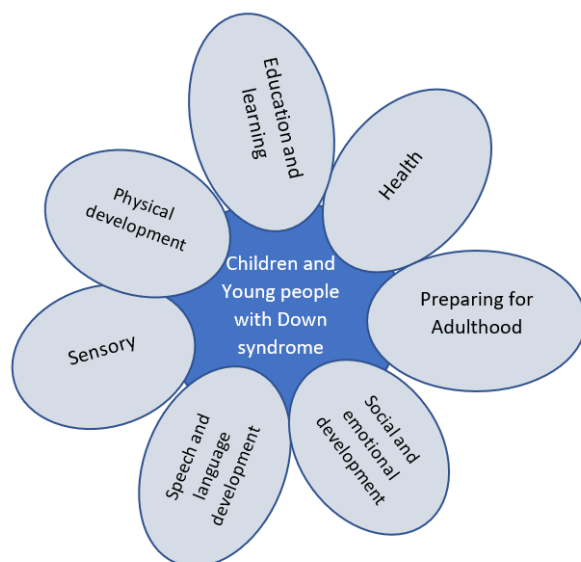 Education and
learning
Health
Preparing for
Adulthood
Social and
emotional
development
Speech and
language
development
Sensory
Physical
development
Children and
Young people
with Down
syndrome